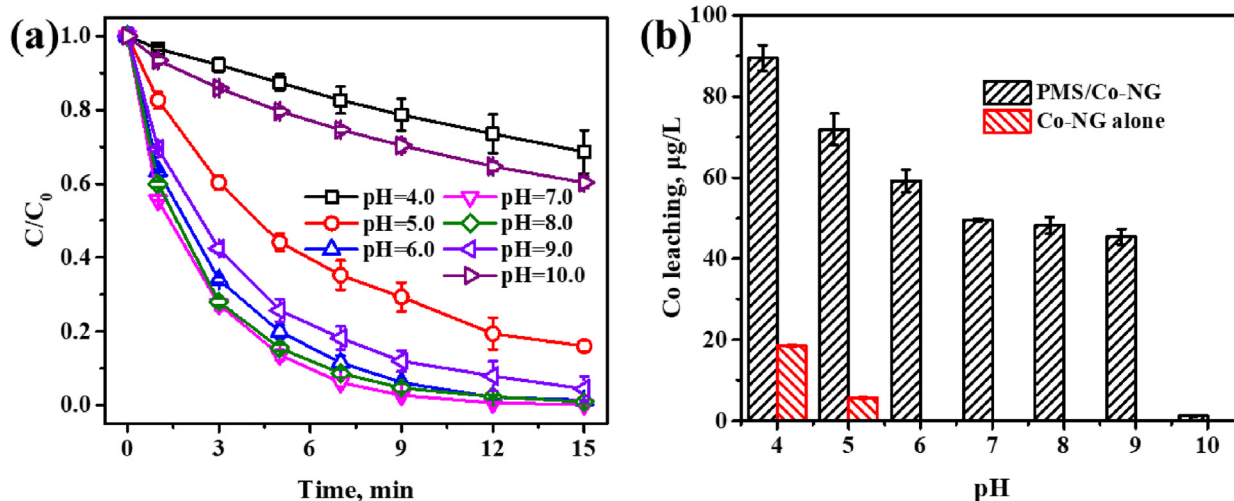 (a)
C/C₀
1.0
0.8
0.6
0.4
0.2
0.0
pH=4.0
pH=5.0
pH=6.0
pH=7.0
pH=8.0
pH=9.0
pH=10.0
0 3 6 9 12 15
Time, min
(b)
Co leaching, µg/L
100
80
60
40
20
0
PMS/Co-NG
Co-NG alone
4 5 6 7 8 9 10
pH